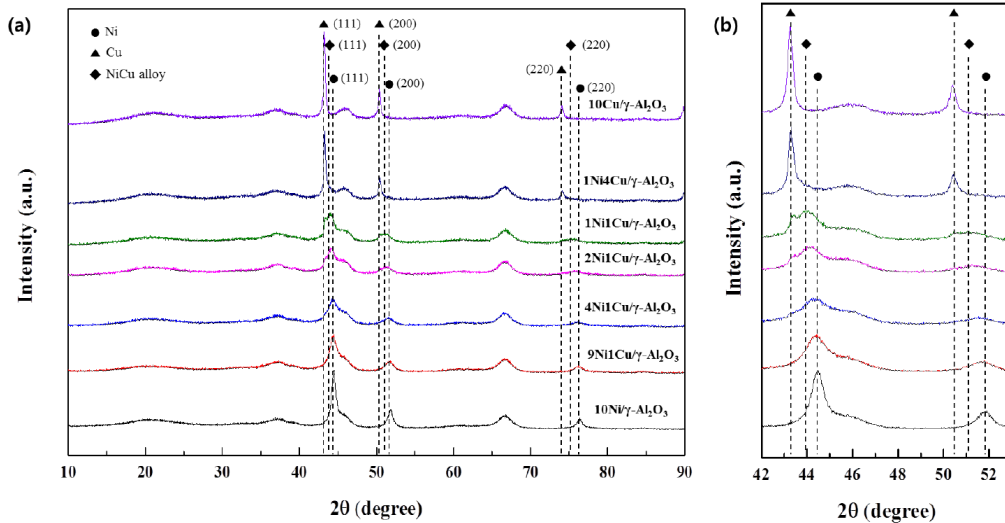 (a)
Ni
Cu
NiCu alloy
(111)
(111)
(111)
(200)
(200)
(200)
(220)
(220)
(220)
10Cu/γ-Al₂O₃
1Ni4Cu/γ-Al₂O₃
1Ni1Cu/γ-Al₂O₃
2Ni1Cu/γ-Al₂O₃
4Ni1Cu/γ-Al₂O₃
9Ni1Cu/γ-Al₂O₃
10Ni/γ-Al₂O₃
Intensity (a.u.)
10 20 30 40 50 60 70 80 90
2θ (degree)
(b)
Intensity (a.u.)
42 44 46 48 50 52
2θ (degree)